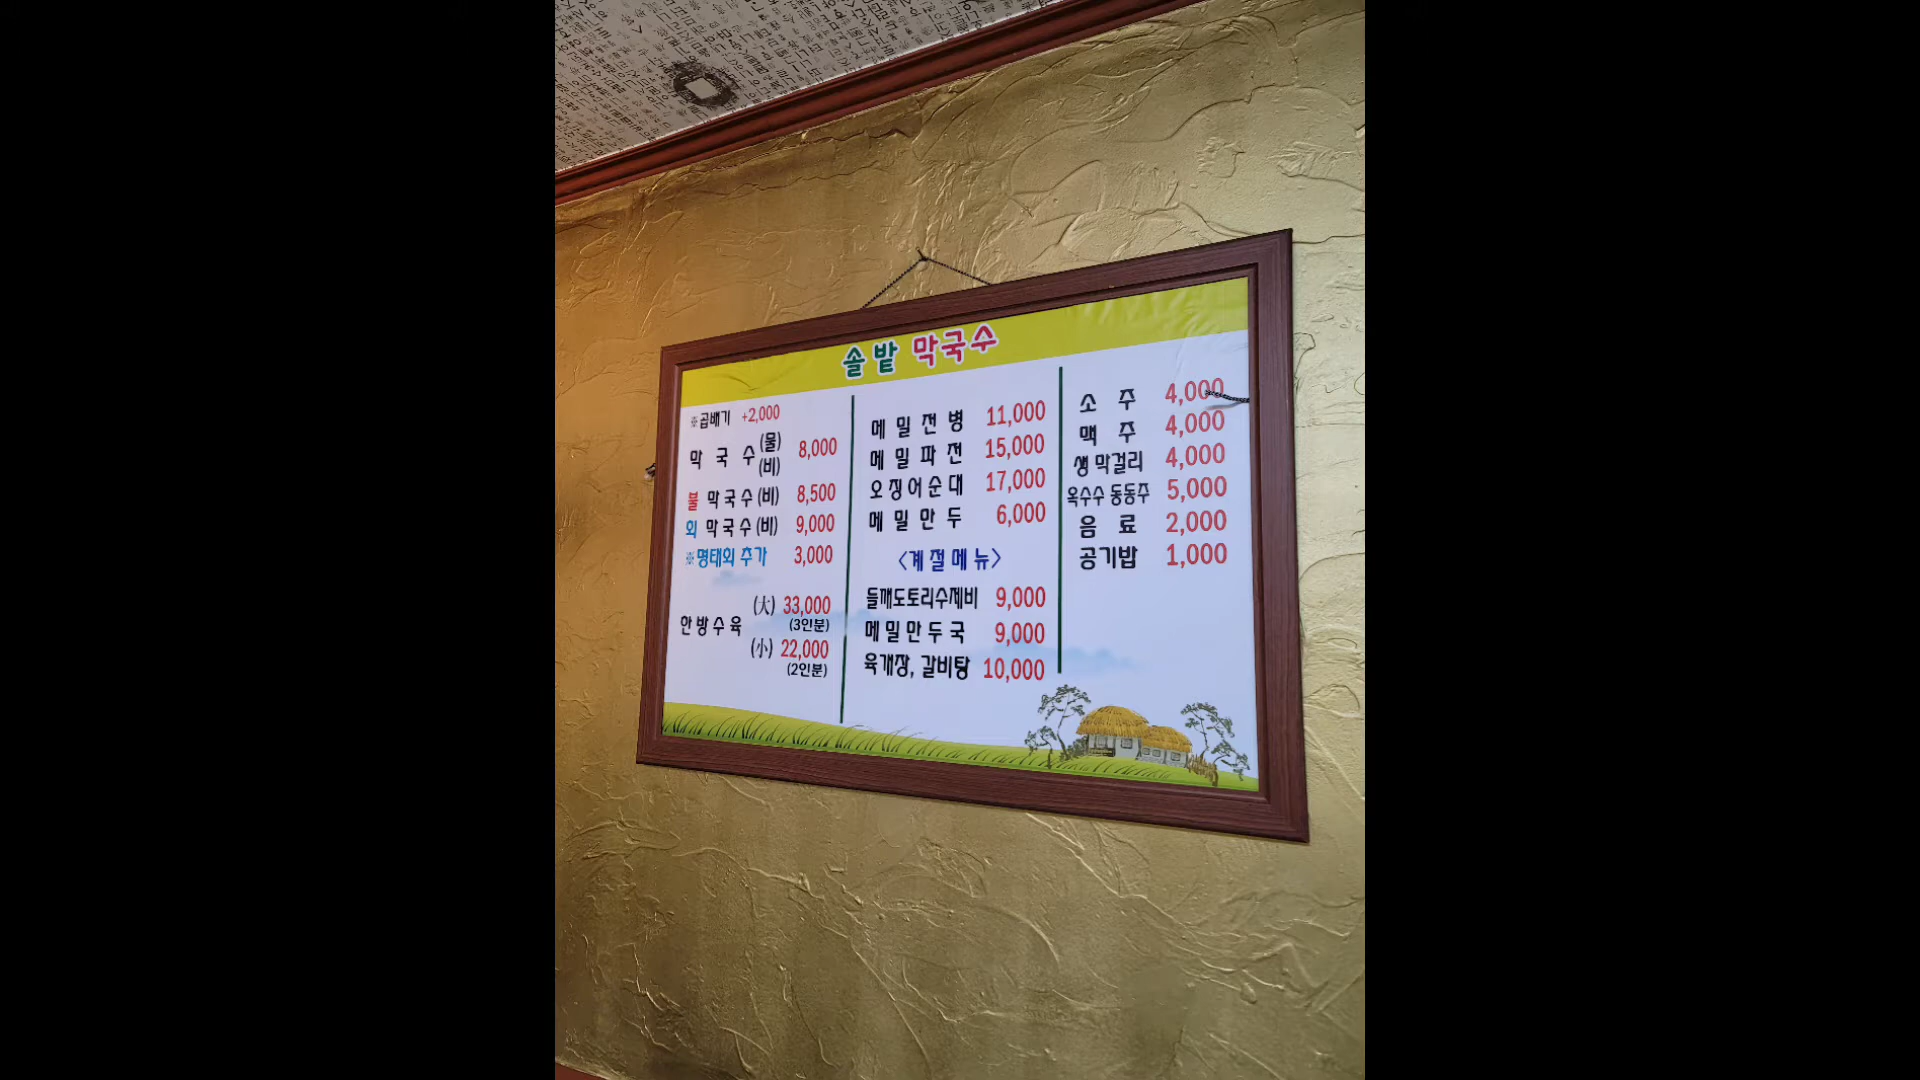 솔밭 막국수
※곱배기 +2,000
막국수 (물) (비) 8,000
불 막국수 (비) 8,500
외 막국수 (비) 9,000
※명태외 추가 3,000
한방수육
(大) 33,000
(3인분)
(小) 22,000
(2인분)
메밀전병 11,000
메밀파전 15,000
오징어순대 17,000
메밀만두 6,000
<계절메뉴>
들깨도토리수제비 9,000
메밀만두국 9,000
육개장, 갈비탕 10,000
소주 4,000
맥주 4,000
생막걸리 4,000
옥수수 동동주 5,000
음료 2,000
공기밥 1,000